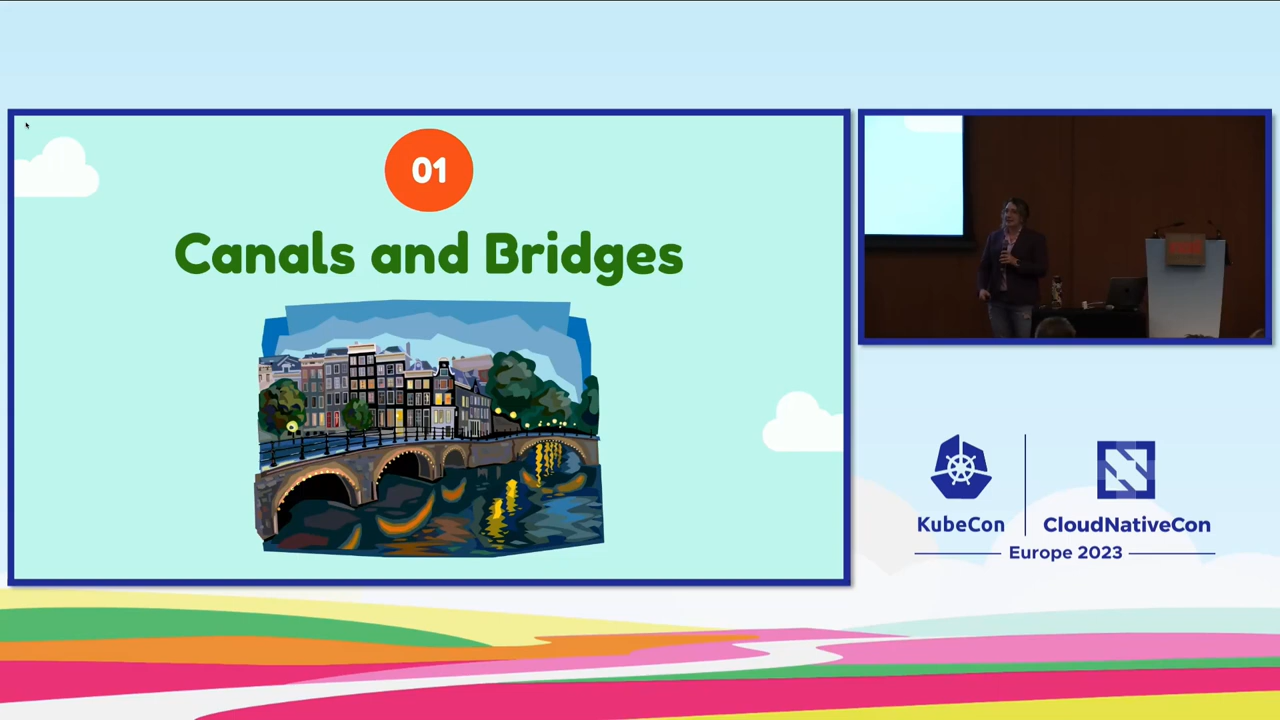 01
Canals and Bridges
KubeCon
CloudNativeCon
Europe 2023